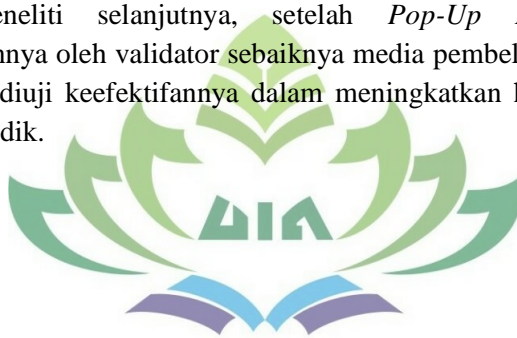 eneliti selanjutnya, setelah Pop-Up
nnya oleh validator sebaiknya media pembel
diuji keefektifannya dalam meningkatkan
dik.
UIN